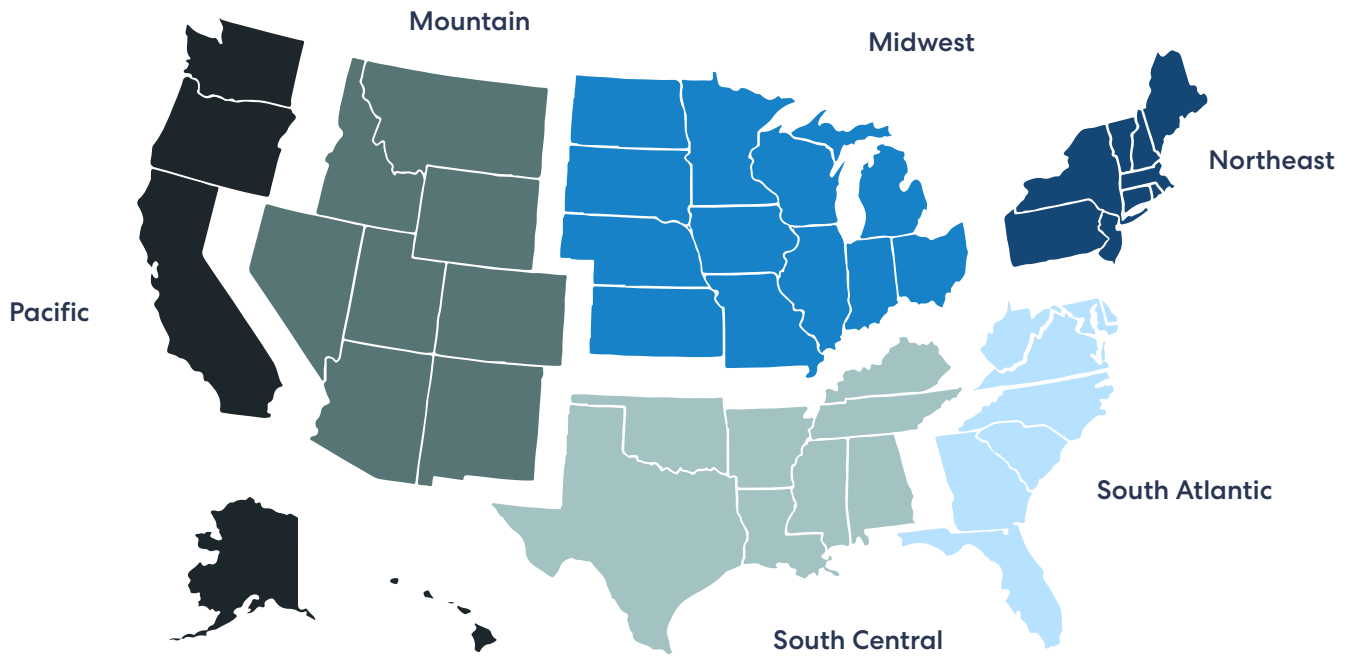 Mountain
Midwest
Northeast
Pacific
South Atlantic
South Central